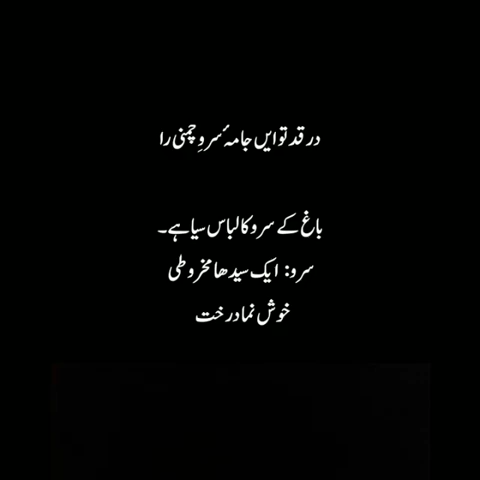 در قد تو ایں جامہٴ سروِ چمنی را
باغ کے سرو کا لباس سیا ہے۔
سرو: ایک سیدھا مخروطی
خوش نما درخت